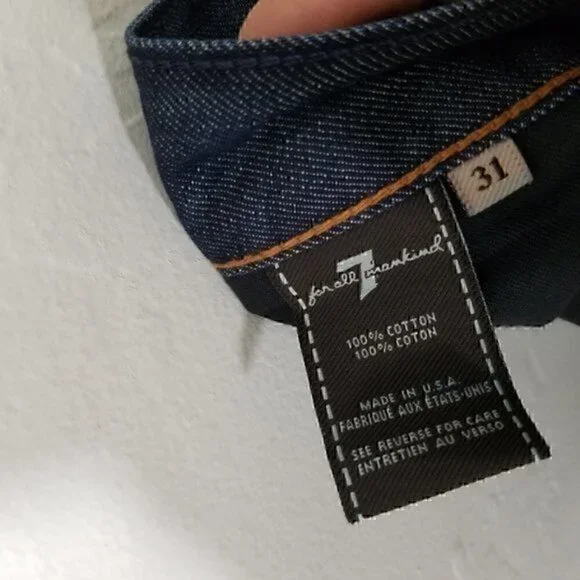 31
7
for all mankind
100% COTTON
100% COTON
MADE IN U.S.A.
FABRIQUÉ AUX ÉTATS-UNIS
SEE REVERSE FOR CARE
ENTRETIEN AU VERSO